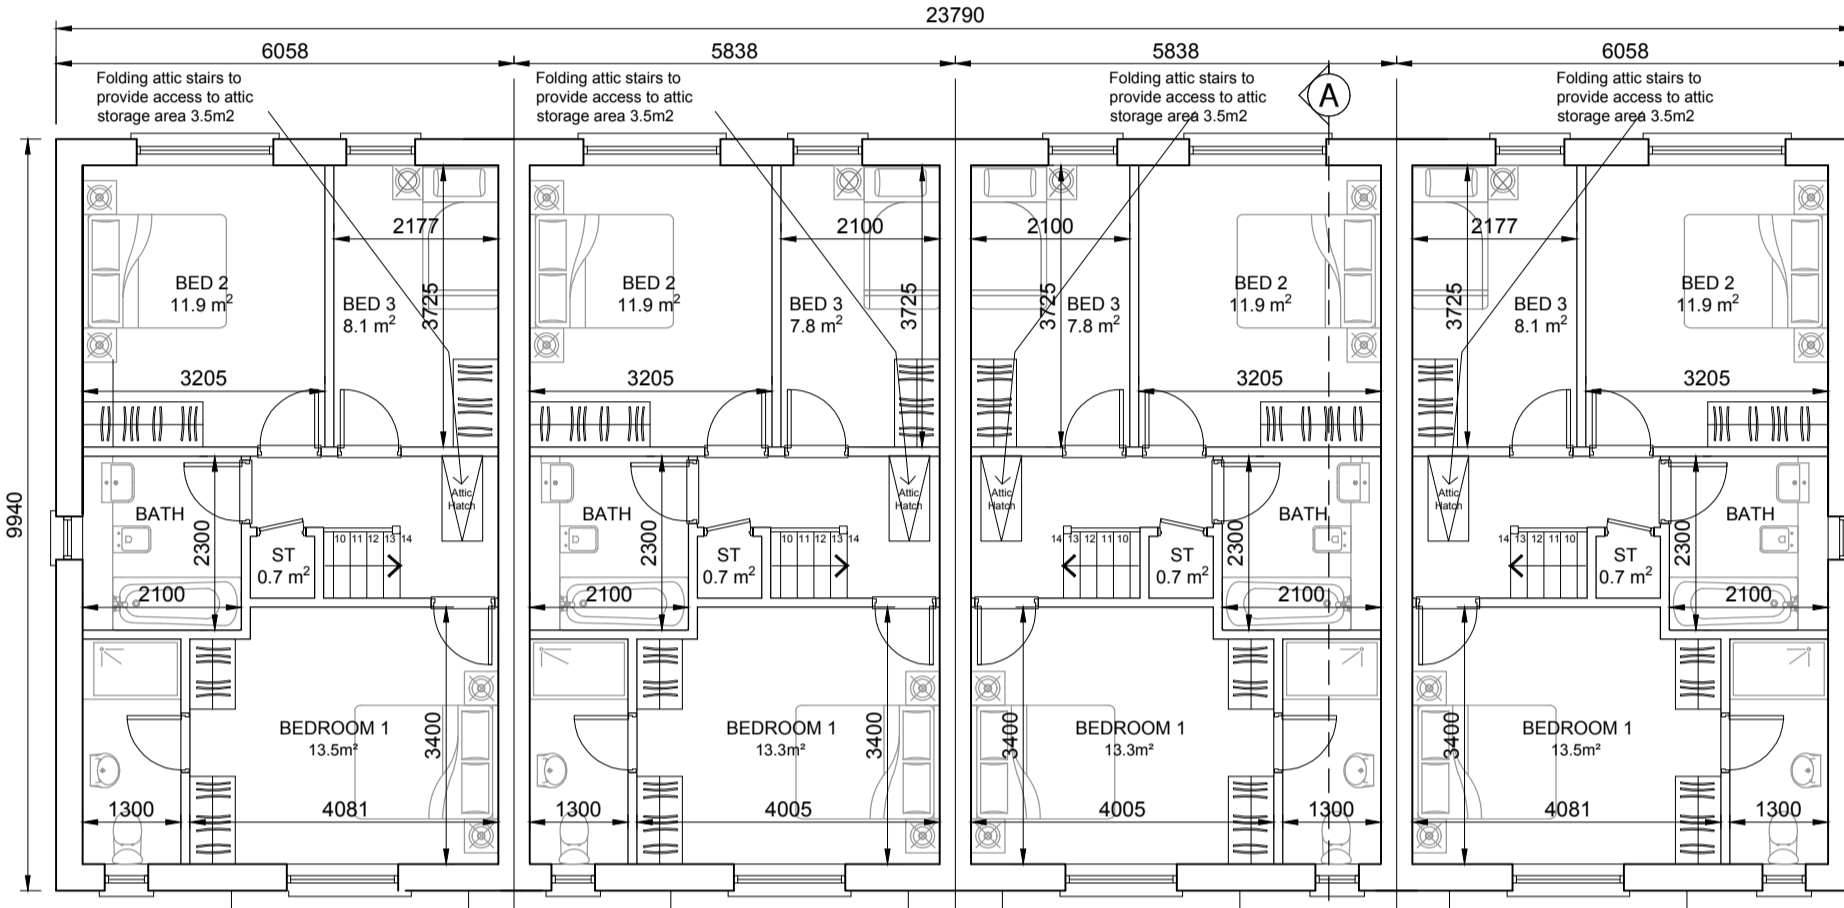 23790
6058
5838
5838
6058
Folding attic stairs to
provide access to attic
storage area 3.5m2
Folding attic stairs to
provide access to attic
storage area 3.5m2
Folding attic stairs to
provide access to attic
storage area 3.5m2
Folding attic stairs to
provide access to attic
storage area 3.5m2
A
9940
2177
2100
2100
2177
BED 2
11.9 m²
BED 3
8.1 m²
3725
BED 2
11.9 m²
BED 3
7.8 m²
3725
3725
BED 3
7.8 m²
BED 2
11.9 m²
3725
BED 3
8.1 m²
BED 2
11.9 m²
3205
3205
3205
3205
BATH
2300
Attic
Hatch
BATH
2300
Attic
Hatch
Attic
Hatch
2300
BATH
Attic
Hatch
2300
BATH
ST
0.7 m²
10 11 12 13 14
ST
0.7 m²
10 11 12 13 14
14 13 12 11 10
ST
0.7 m²
14 13 12 11 10
ST
0.7 m²
2100
2100
2100
2100
BEDROOM 1
13.5m²
3400
BEDROOM 1
13.3m²
3400
3400
BEDROOM 1
13.3m²
3400
BEDROOM 1
13.5m²
1300
4081
1300
4005
4005
1300
4081
1300